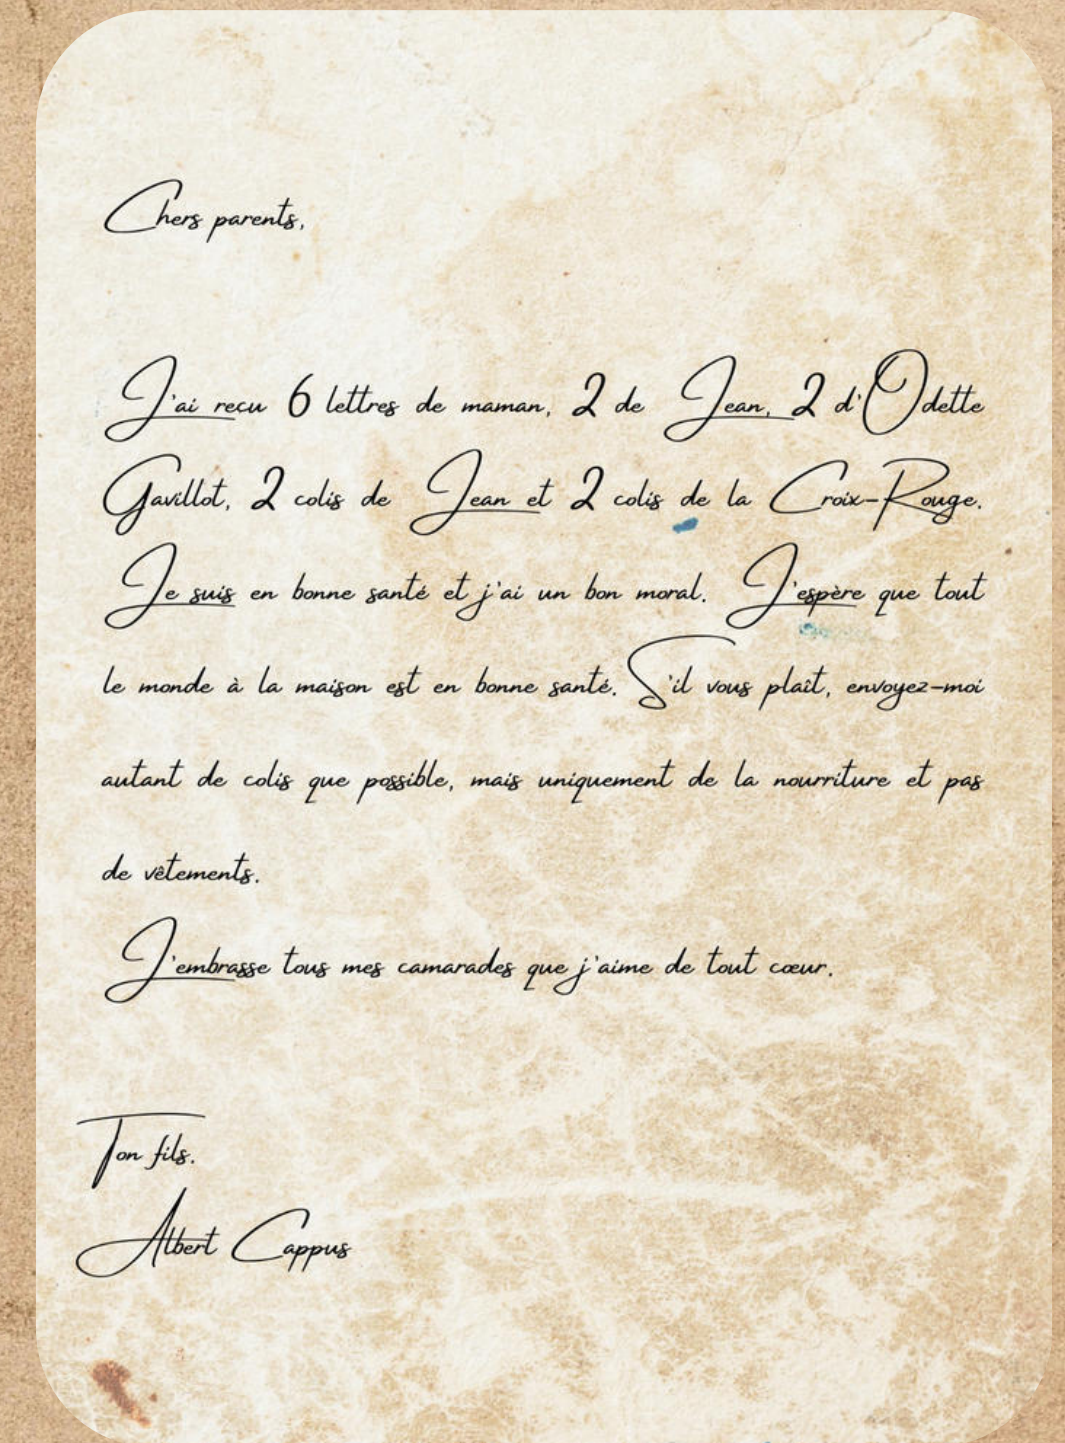 Chers parents,
J'ai recu 6 lettres de maman, 2 de Jean, 2 d'Odette
Gavillot, 2 colis de Jean et 2 colis de la Croix-Rouge.
Je suis en bonne santé et j'ai un bon moral. J'espère que tout
le monde à la maison est en bonne santé. S'il vous plaît, envoyez-moi
autant de colis que possible, mais uniquement de la nourriture et pas
de vêtements.
J'embrasse tous mes camarades que j'aime de tout cœur.
Ton fils.
Albert Cappus